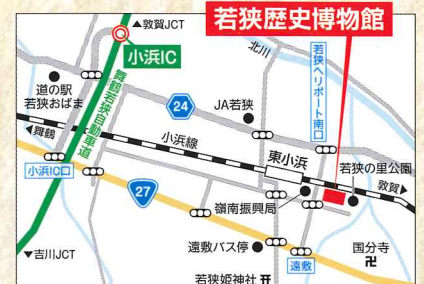 若狭歴史博物館
▲敦賀JCT
小浜IC
北川
若狭ヘリポート南口
道の駅
若狭おばま
舞鶴若狭自動車道
24
JA若狭
◀舞鶴
小浜線
東小浜
若狭の里公園
小浜IC口
敦賀▶
27
嶺南振興局
▼吉川JCT
遠敷バス停
遠敷
国分寺
卍
若狭姫神社